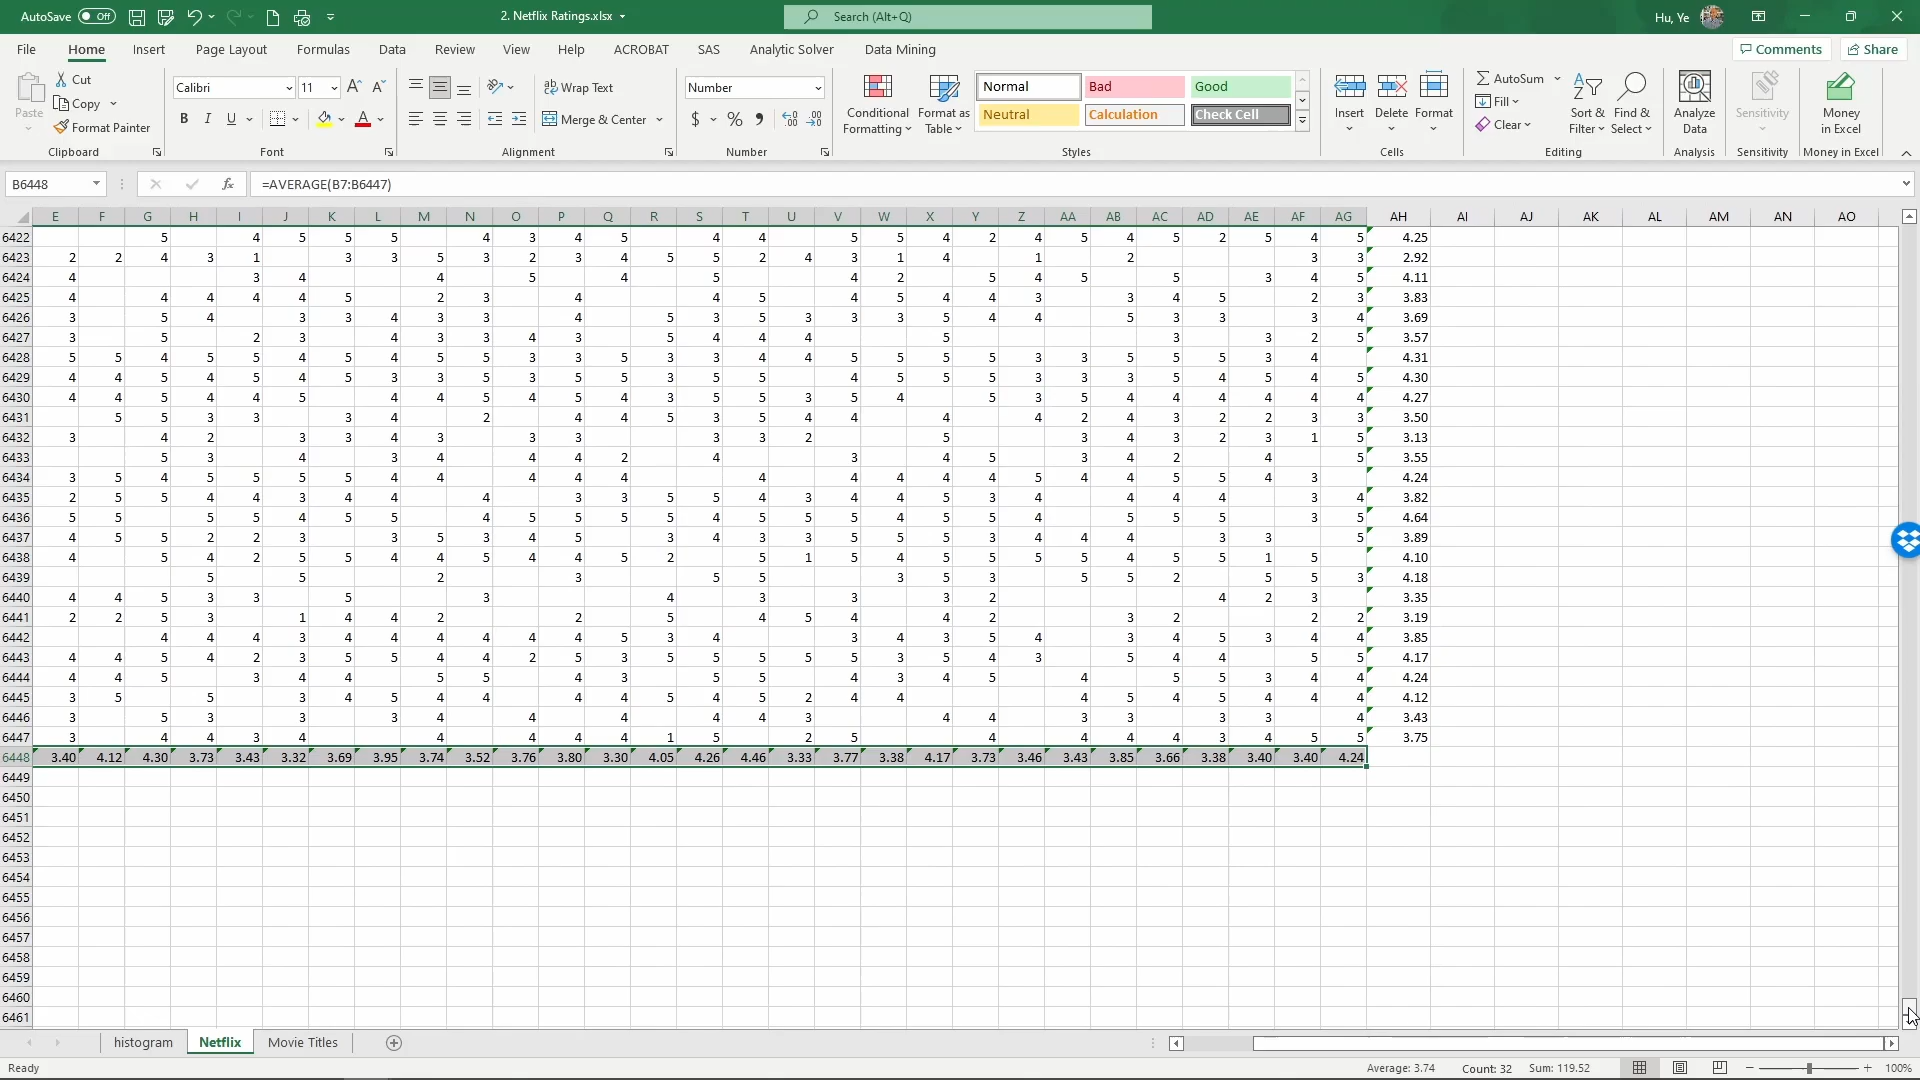 AutoSave Off 2. Netflix Ratings.xlsx Search (Alt+Q) Hu, Ye
File Home Insert Page Layout Formulas Data Review View Help ACROBAT SAS Analytic Solver Data Mining Comments Share
Paste Cut Copy Format Painter Clipboard
Calibri 11 A A B I U A Font
Wrap Text Merge & Center Alignment
Number $ % Number
Conditional Formatting Format as Table Normal Bad Good Neutral Calculation Check Cell Styles
Insert Delete Format Cells
AutoSum Fill Clear Sort & Filter Find & Select Editing
Analyze Data Analysis Sensitivity Sensitivity Money in Excel Money in Excel
B6448 fx =AVERAGE(B7:B6447)
E F G H I J K L M N O P Q R S T U V W X Y Z AA AB AC AD AE AF AG AH AI AJ AK AL AM AN AO
6422 5 4 5 5 5 4 3 4 5 4 4 5 5 4 2 4 5 4 5 2 5 4 5 4.25
6423 2 2 4 3 1 3 3 5 3 2 3 4 5 5 2 4 3 1 4 1 2 3 3 2.92
6424 4 3 4 4 5 4 5 4 2 5 4 5 5 3 4 5 4.11
6425 4 4 4 4 4 5 2 3 4 4 5 4 5 4 4 3 3 4 5 2 3 3.83
6426 3 5 4 3 3 4 3 3 4 5 3 5 3 3 3 5 4 4 5 3 3 3 4 3.69
6427 3 5 2 3 4 3 3 4 3 5 4 4 4 5 3 3 2 5 3.57
6428 5 5 4 5 5 4 5 4 5 5 3 3 5 3 3 4 4 5 5 5 5 3 3 5 5 5 3 4 4.31
6429 4 4 5 4 5 4 5 3 3 5 3 5 5 3 5 5 4 5 5 5 3 3 3 5 4 5 4 5 4.30
6430 4 4 5 4 4 5 4 4 5 4 5 4 3 5 5 3 5 4 5 3 5 4 4 4 4 4 4 4.27
6431 5 5 3 3 3 4 2 4 4 5 3 5 4 4 4 4 2 4 3 2 2 3 3 3.50
6432 3 4 2 3 3 4 3 3 3 3 3 2 5 3 4 3 2 3 1 5 3.13
6433 5 3 4 3 4 4 4 2 4 3 4 5 3 4 2 4 5 3.55
6434 3 5 4 5 5 5 5 4 4 4 4 4 4 4 4 4 4 5 4 4 5 5 4 3 4.24
6435 2 5 5 4 4 3 4 4 4 3 3 5 5 4 3 4 4 5 3 4 4 4 4 3 4 3.82
6436 5 5 5 5 4 5 5 4 5 5 5 5 4 5 5 5 4 5 5 4 5 5 5 3 5 4.64
6437 4 5 5 2 2 3 3 5 3 4 5 3 4 3 3 5 5 5 3 4 4 4 3 3 5 3.89
6438 4 5 4 2 5 5 4 4 5 4 4 5 2 5 1 5 4 5 5 5 5 4 5 5 1 5 4.10
6439 5 5 2 3 5 5 3 5 3 5 5 2 5 5 3 4.18
6440 4 4 5 3 3 5 3 4 3 3 3 2 4 2 3 3.35
6441 2 2 5 3 1 4 4 2 2 5 4 5 4 4 2 3 2 2 2 3.19
6442 4 4 4 3 4 4 4 4 4 4 5 3 4 3 4 3 5 4 3 4 5 3 4 4 3.85
6443 4 4 5 4 2 3 5 5 4 4 2 5 3 5 5 5 5 5 3 5 4 3 5 4 4 5 5 4.17
6444 4 4 5 3 4 4 5 5 4 3 5 5 4 3 4 5 4 5 5 3 4 4 4.24
6445 3 5 5 3 4 5 4 4 4 4 5 4 5 2 4 4 4 5 4 5 4 4 4 4.12
6446 3 5 3 3 3 4 4 4 4 4 3 4 4 3 3 3 3 4 3.43
6447 3 4 4 3 4 4 4 4 4 1 5 2 5 4 4 4 4 3 4 5 5 3.75
6448 3.40 4.12 4.30 3.73 3.43 3.32 3.69 3.95 3.74 3.52 3.76 3.80 3.30 4.05 4.26 4.46 3.33 3.77 3.38 4.17 3.73 3.46 3.43 3.85 3.66 3.38 3.40 3.40 4.24
6449
6450
6451
6452
6453
6454
6455
6456
6457
6458
6459
6460
6461
histogram Netflix Movie Titles
Ready Average: 3.74 Count: 32 Sum: 119.52 100%